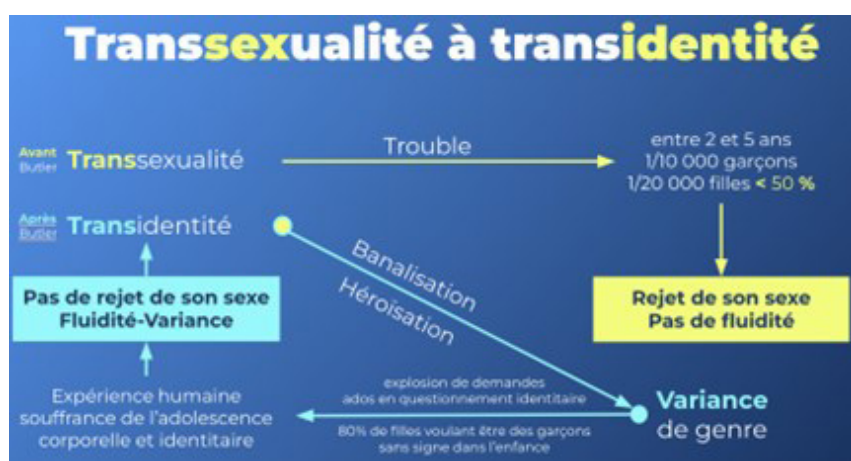 Transsexualité à transidentité
Avant
Butler
Transsexualité
Trouble
entre 2 et 5 ans
1/10 000 garçons
1/20 000 filles < 50 %
Après
Butler
Transidentité
Banalisation
Héroïsation
Pas de rejet de son sexe
Fluidité-Variance
Rejet de son sexe
Pas de fluidité
Expérience humaine
souffrance de l'adolescence
corporelle et identitaire
explosion de demandes
ados en questionnement identitaire
80% de filles voulant être des garçons
sans signe dans l'enfance
Variance
de genre